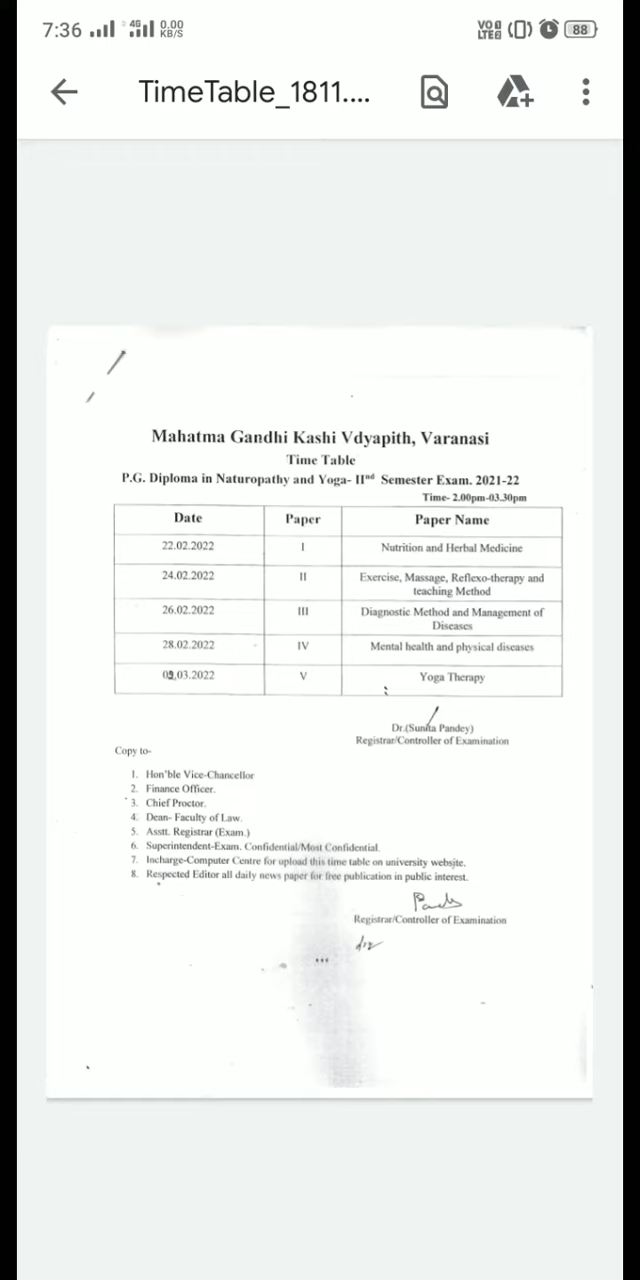 7:36 4G 0.00 KB/S VO LTE 88
TimeTable_1811....
Mahatma Gandhi Kashi Vdyapith, Varanasi
Time Table
P.G. Diploma in Naturopathy and Yoga- IInd Semester Exam. 2021-22
Time- 2.00pm-03.30pm
Date Paper Paper Name
22.02.2022 I Nutrition and Herbal Medicine
24.02.2022 II Exercise, Massage, Reflexo-therapy and
teaching Method
26.02.2022 III Diagnostic Method and Management of
Diseases
28.02.2022 IV Mental health and physical diseases
.03.2022 V Yoga Therapy
Dr.(Sunita Pandey)
Registrar/Controller of Examination
Copy to-
1. Hon'ble Vice-Chancellor
2. Finance Officer.
3. Chief Proctor.
4. Dean- Faculty of Law.
5. Asstt. Registrar (Exam.)
6. Superintendent-Exam. Confidential/Most Confidential.
7. Incharge-Computer Centre for upload this time table on university website.
8. Respected Editor all daily news paper for free publication in public interest.
Registrar/Controller of Examination